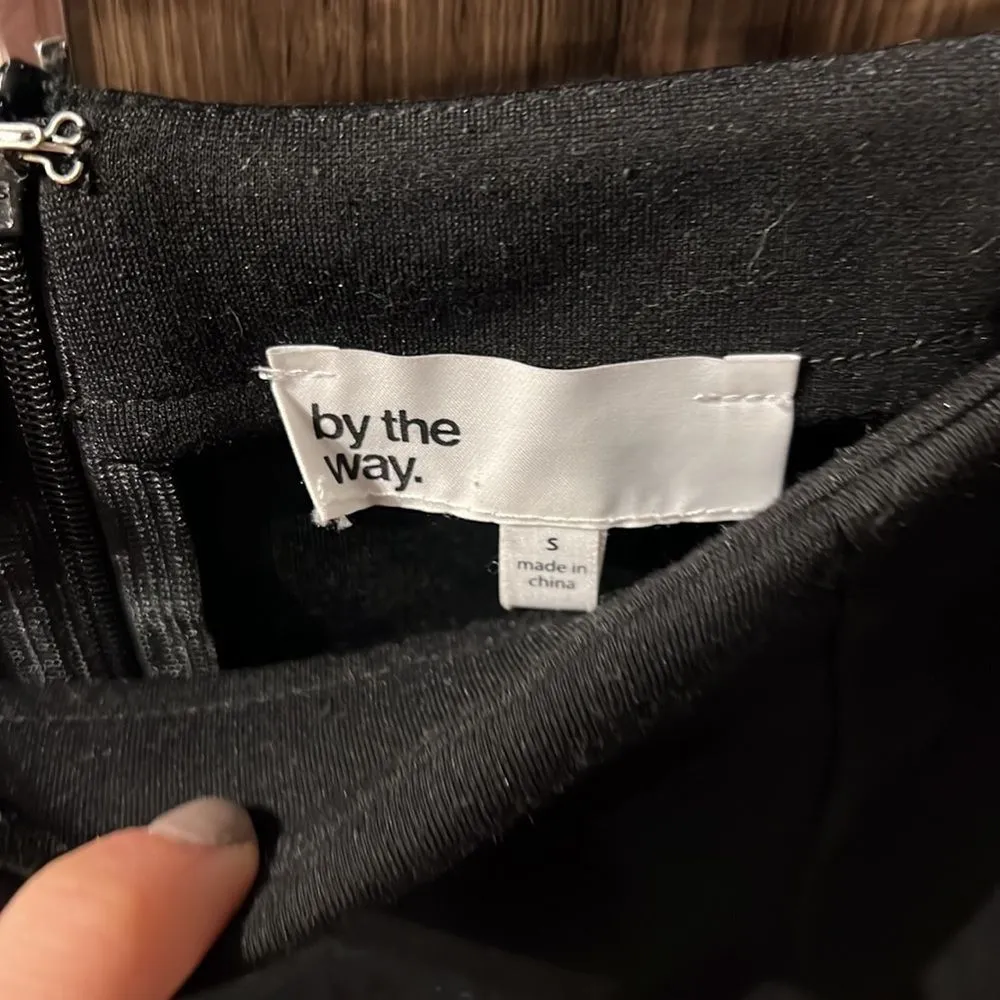 by the
way.
S
made in
china